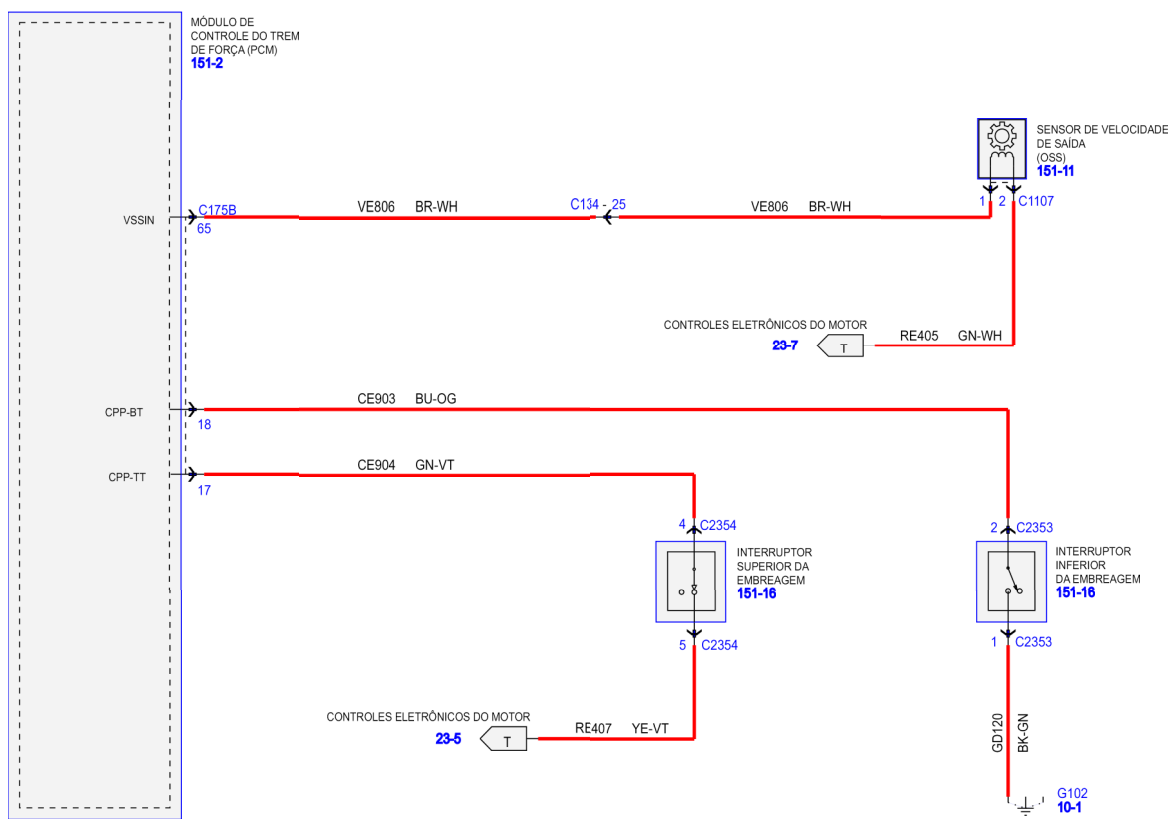 MÓDULO DE
CONTROLE DO TREM
DE FORÇA (PCM)
151-2
SENSOR DE VELOCIDADE
DE SAÍDA
(OSS)
151-11
VSSIN
C175B
65
VE806 BR-WH
C134 - 25
VE806 BR-WH
1 2 C1107
CONTROLES ELETRÔNICOS DO MOTOR
23-7
T
RE405 GN-WH
CPP-BT
18
CE903 BU-OG
CPP-TT
17
CE904 GN-VT
4 C2354
2 C2353
INTERRUPTOR
SUPERIOR DA
EMBREAGEM
151-16
INTERRUPTOR
INFERIOR
DA EMBREAGEM
151-16
5 C2354
1 C2353
CONTROLES ELETRÔNICOS DO MOTOR
23-5
T
RE407 YE-VT
GD120
BK-GN
G102
10-1